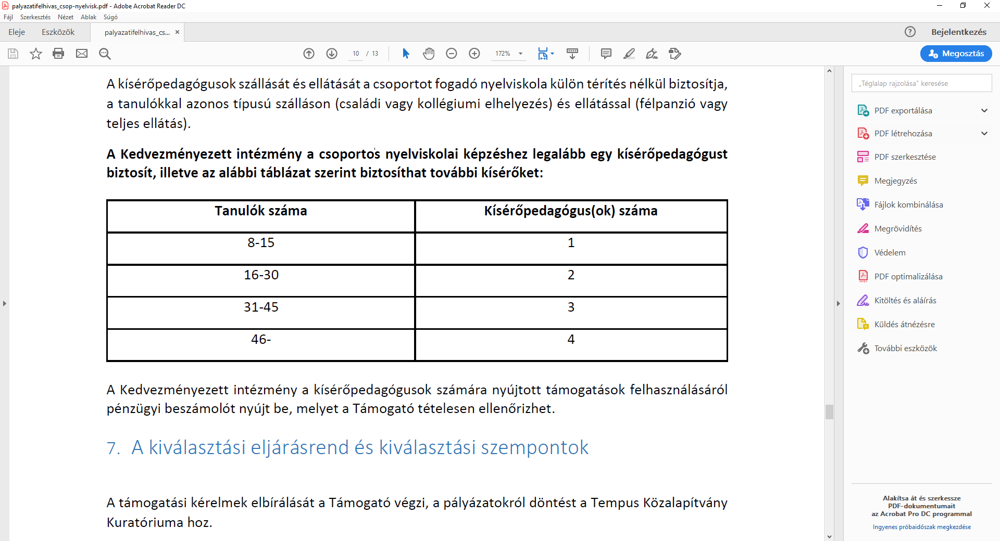 palyazatifelhivas_csop-nyelvisk.pdf - Adobe Acrobat Reader DC
Fájl Szerkesztés Nézet Ablak Súgó
Eleje Eszközök palyazatifelhivas_cs... × ? Bejelentkezés
10 / 13 172% Megosztás
A kísérőpedagógusok szállását és ellátását a csoportot fogadó nyelviskola külön térítés nélkül biztosítja,
a tanulókkal azonos típusú szálláson (családi vagy kollégiumi elhelyezés) és ellátással (félpanzió vagy
teljes ellátás).
A Kedvezményezett intézmény a csoportos nyelviskolai képzéshez legalább egy kísérőpedagógust
biztosít, illetve az alábbi táblázat szerint biztosíthat további kísérőket:
Tanulók száma Kísérőpedagógus(ok) száma
8-15 1
16-30 2
31-45 3
46- 4
A Kedvezményezett intézmény a kísérőpedagógusok számára nyújtott támogatások felhasználásáról
pénzügyi beszámolót nyújt be, melyet a Támogató tételesen ellenőrizhet.
7. A kiválasztási eljárásrend és kiválasztási szempontok
A támogatási kérelmek elbírálását a Támogató végzi, a pályázatokról döntést a Tempus Közalapítvány
Kuratóriuma hoz.
„Téglalap rajzolása” keresése
PDF exportálása
PDF létrehozása
PDF szerkesztése
Megjegyzés
Fájlok kombinálása
Megrövidítés
Védelem
PDF optimalizálása
Kitöltés és aláírás
Küldés átnézésre
További eszközök
Alakítsa át és szerkessze
PDF-dokumentumait
az Acrobat Pro DC programmal
Ingyenes próbaidőszak megkezdése